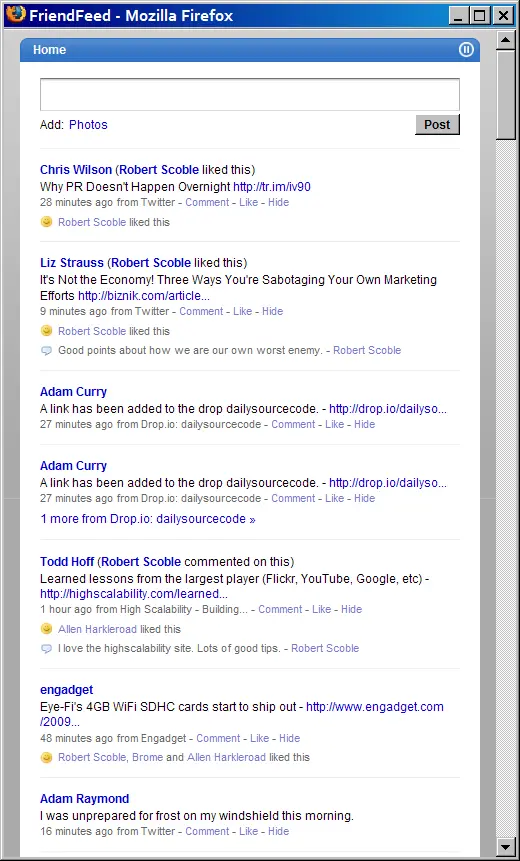 FriendFeed - Mozilla Firefox
Home
Add: Photos
Post
Chris Wilson (Robert Scoble liked this)
Why PR Doesn't Happen Overnight http://tr.im/iv90
28 minutes ago from Twitter - Comment - Like - Hide
Robert Scoble liked this
Liz Strauss (Robert Scoble liked this)
It's Not the Economy! Three Ways You're Sabotaging Your Own Marketing
Efforts http://biznik.com/article...
9 minutes ago from Twitter - Comment - Like - Hide
Robert Scoble liked this
Good points about how we are our own worst enemy. - Robert Scoble
Adam Curry
A link has been added to the drop dailysourcecode. - http://drop.io/dailyso...
27 minutes ago from Drop.io: dailysourcecode - Comment - Like - Hide
Adam Curry
A link has been added to the drop dailysourcecode. - http://drop.io/dailyso...
27 minutes ago from Drop.io: dailysourcecode - Comment - Like - Hide
1 more from Drop.io: dailysourcecode »
Todd Hoff (Robert Scoble commented on this)
Learned lessons from the largest player (Flickr, YouTube, Google, etc) -
http://highscalability.com/learned...
1 hour ago from High Scalability - Building... - Comment - Like - Hide
Allen Harkleroad liked this
I love the highscalability site. Lots of good tips. - Robert Scoble
engadget
Eye-Fi's 4GB WiFi SDHC cards start to ship out - http://www.engadget.com
/2009...
48 minutes ago from Engadget - Comment - Like - Hide
Robert Scoble, Brome and Allen Harkleroad liked this
Adam Raymond
I was unprepared for frost on my windshield this morning.
16 minutes ago from Twitter - Comment - Like - Hide